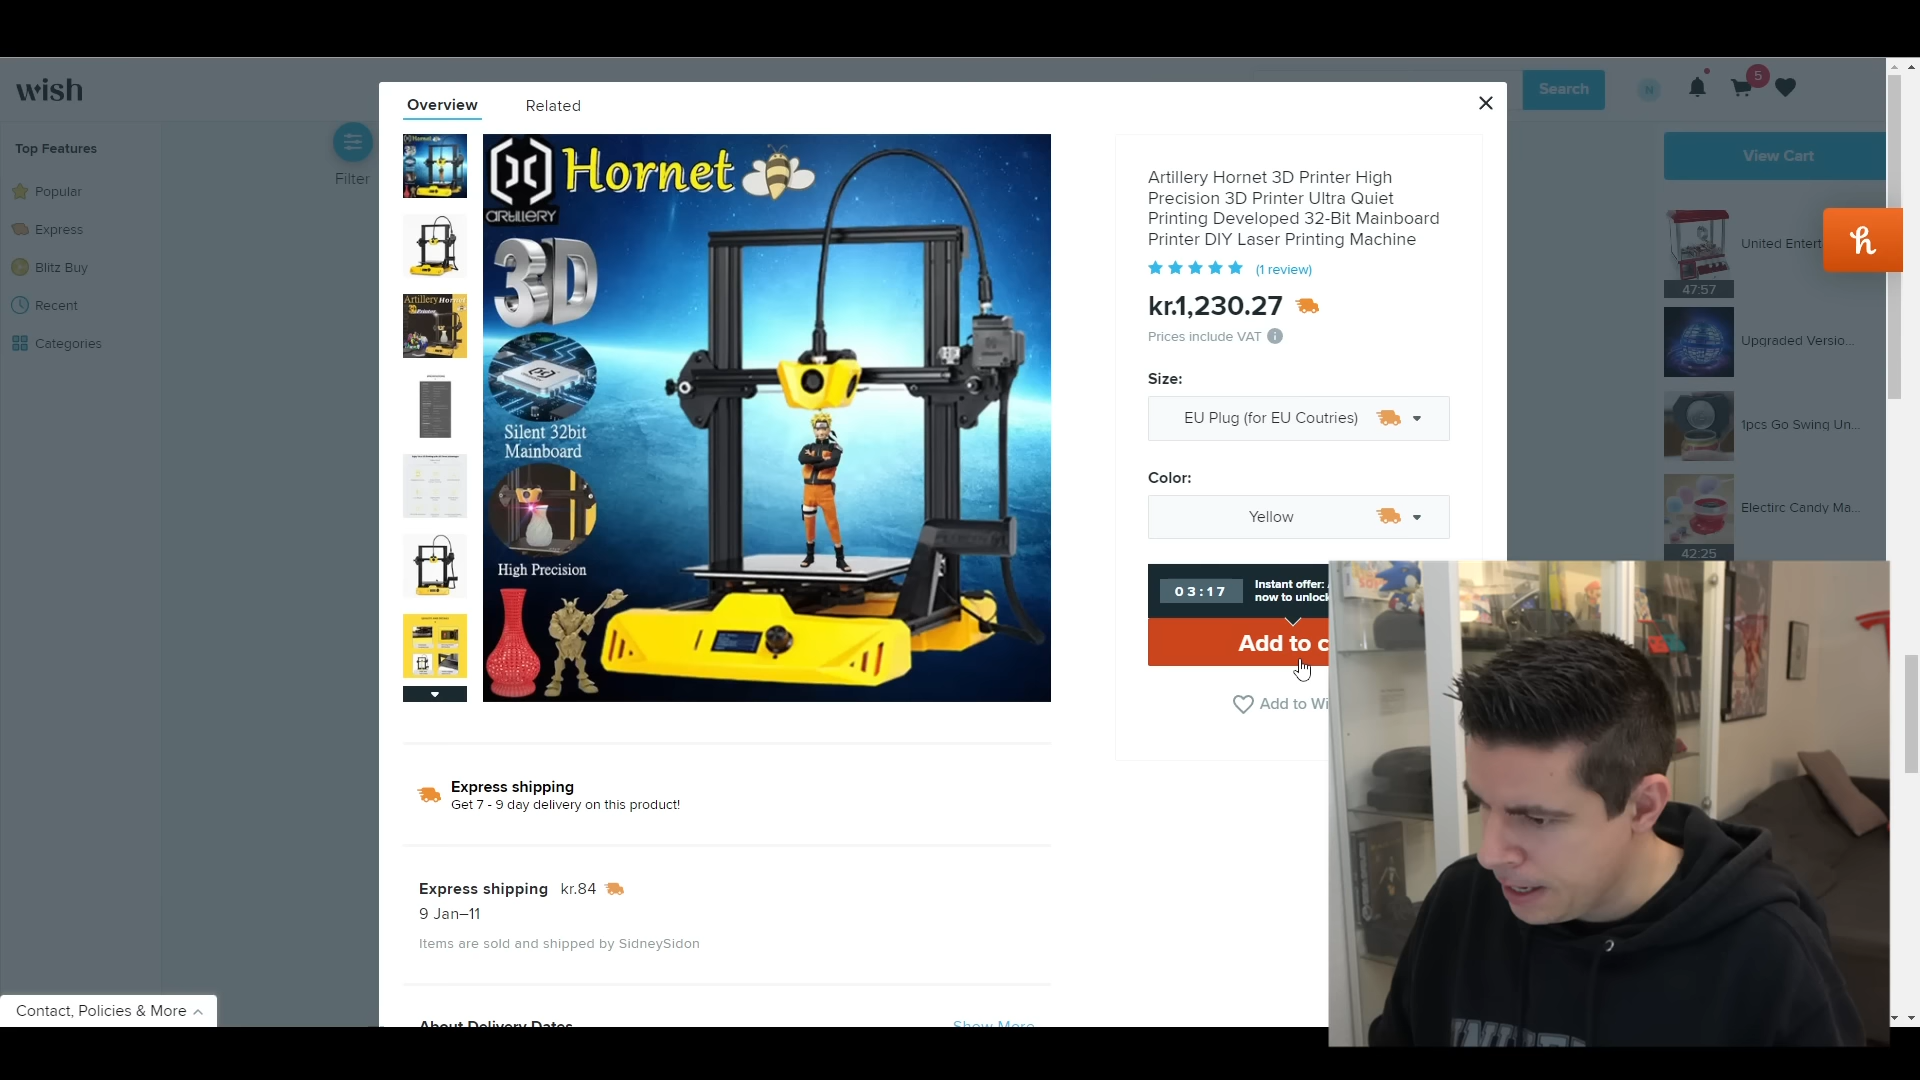 wish
Search
N
5
Top Features
Popular
Express
Blitz Buy
Recent
Categories
Filter
Overview
Related
Hornet
ARTILLERY
3D
Silent 32bit
Mainboard
High Precision
Artillery Hornet 3D Printer High
Precision 3D Printer Ultra Quiet
Printing Developed 32-Bit Mainboard
Printer DIY Laser Printing Machine
(1 review)
kr.1,230.27
Prices include VAT
Size:
EU Plug (for EU Coutries)
Color:
Yellow
03:17
Instant offer:
now to unlock
Add to c
Add to Wi
Express shipping
Get 7 - 9 day delivery on this product!
Express shipping kr.84
9 Jan–11
Items are sold and shipped by SidneySidon
About Delivery Dates
Show More
Contact, Policies & More
View Cart
United Entert
47:57
Upgraded Versio...
1pcs Go Swing Un...
Electirc Candy Ma...
42:25